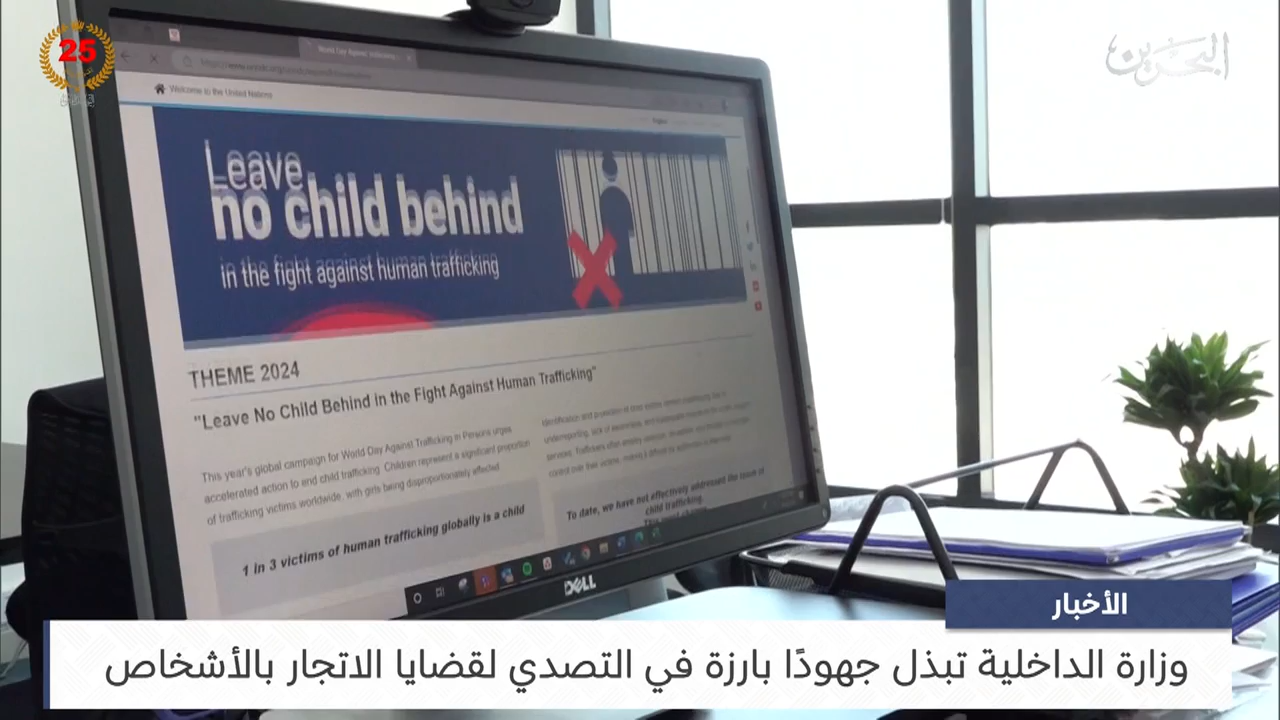 25
البحرين
Welcome to the United Nations
Leave
no child behind
in the fight against human trafficking
THEME 2024
"Leave No Child Behind in the Fight Against Human Trafficking"
This year's global campaign for World Day Against Trafficking in Persons urges
accelerated action to end child trafficking. Children represent a significant proportion
of trafficking victims worldwide, with girls being disproportionately affected.
1 in 3 victims of human trafficking globally is a child
To date, we have not effectively addressed the issue of
child trafficking.
DELL
الأخبار
وزارة الداخلية تبذل جهودًا بارزة في التصدي لقضايا الاتجار بالأشخاص